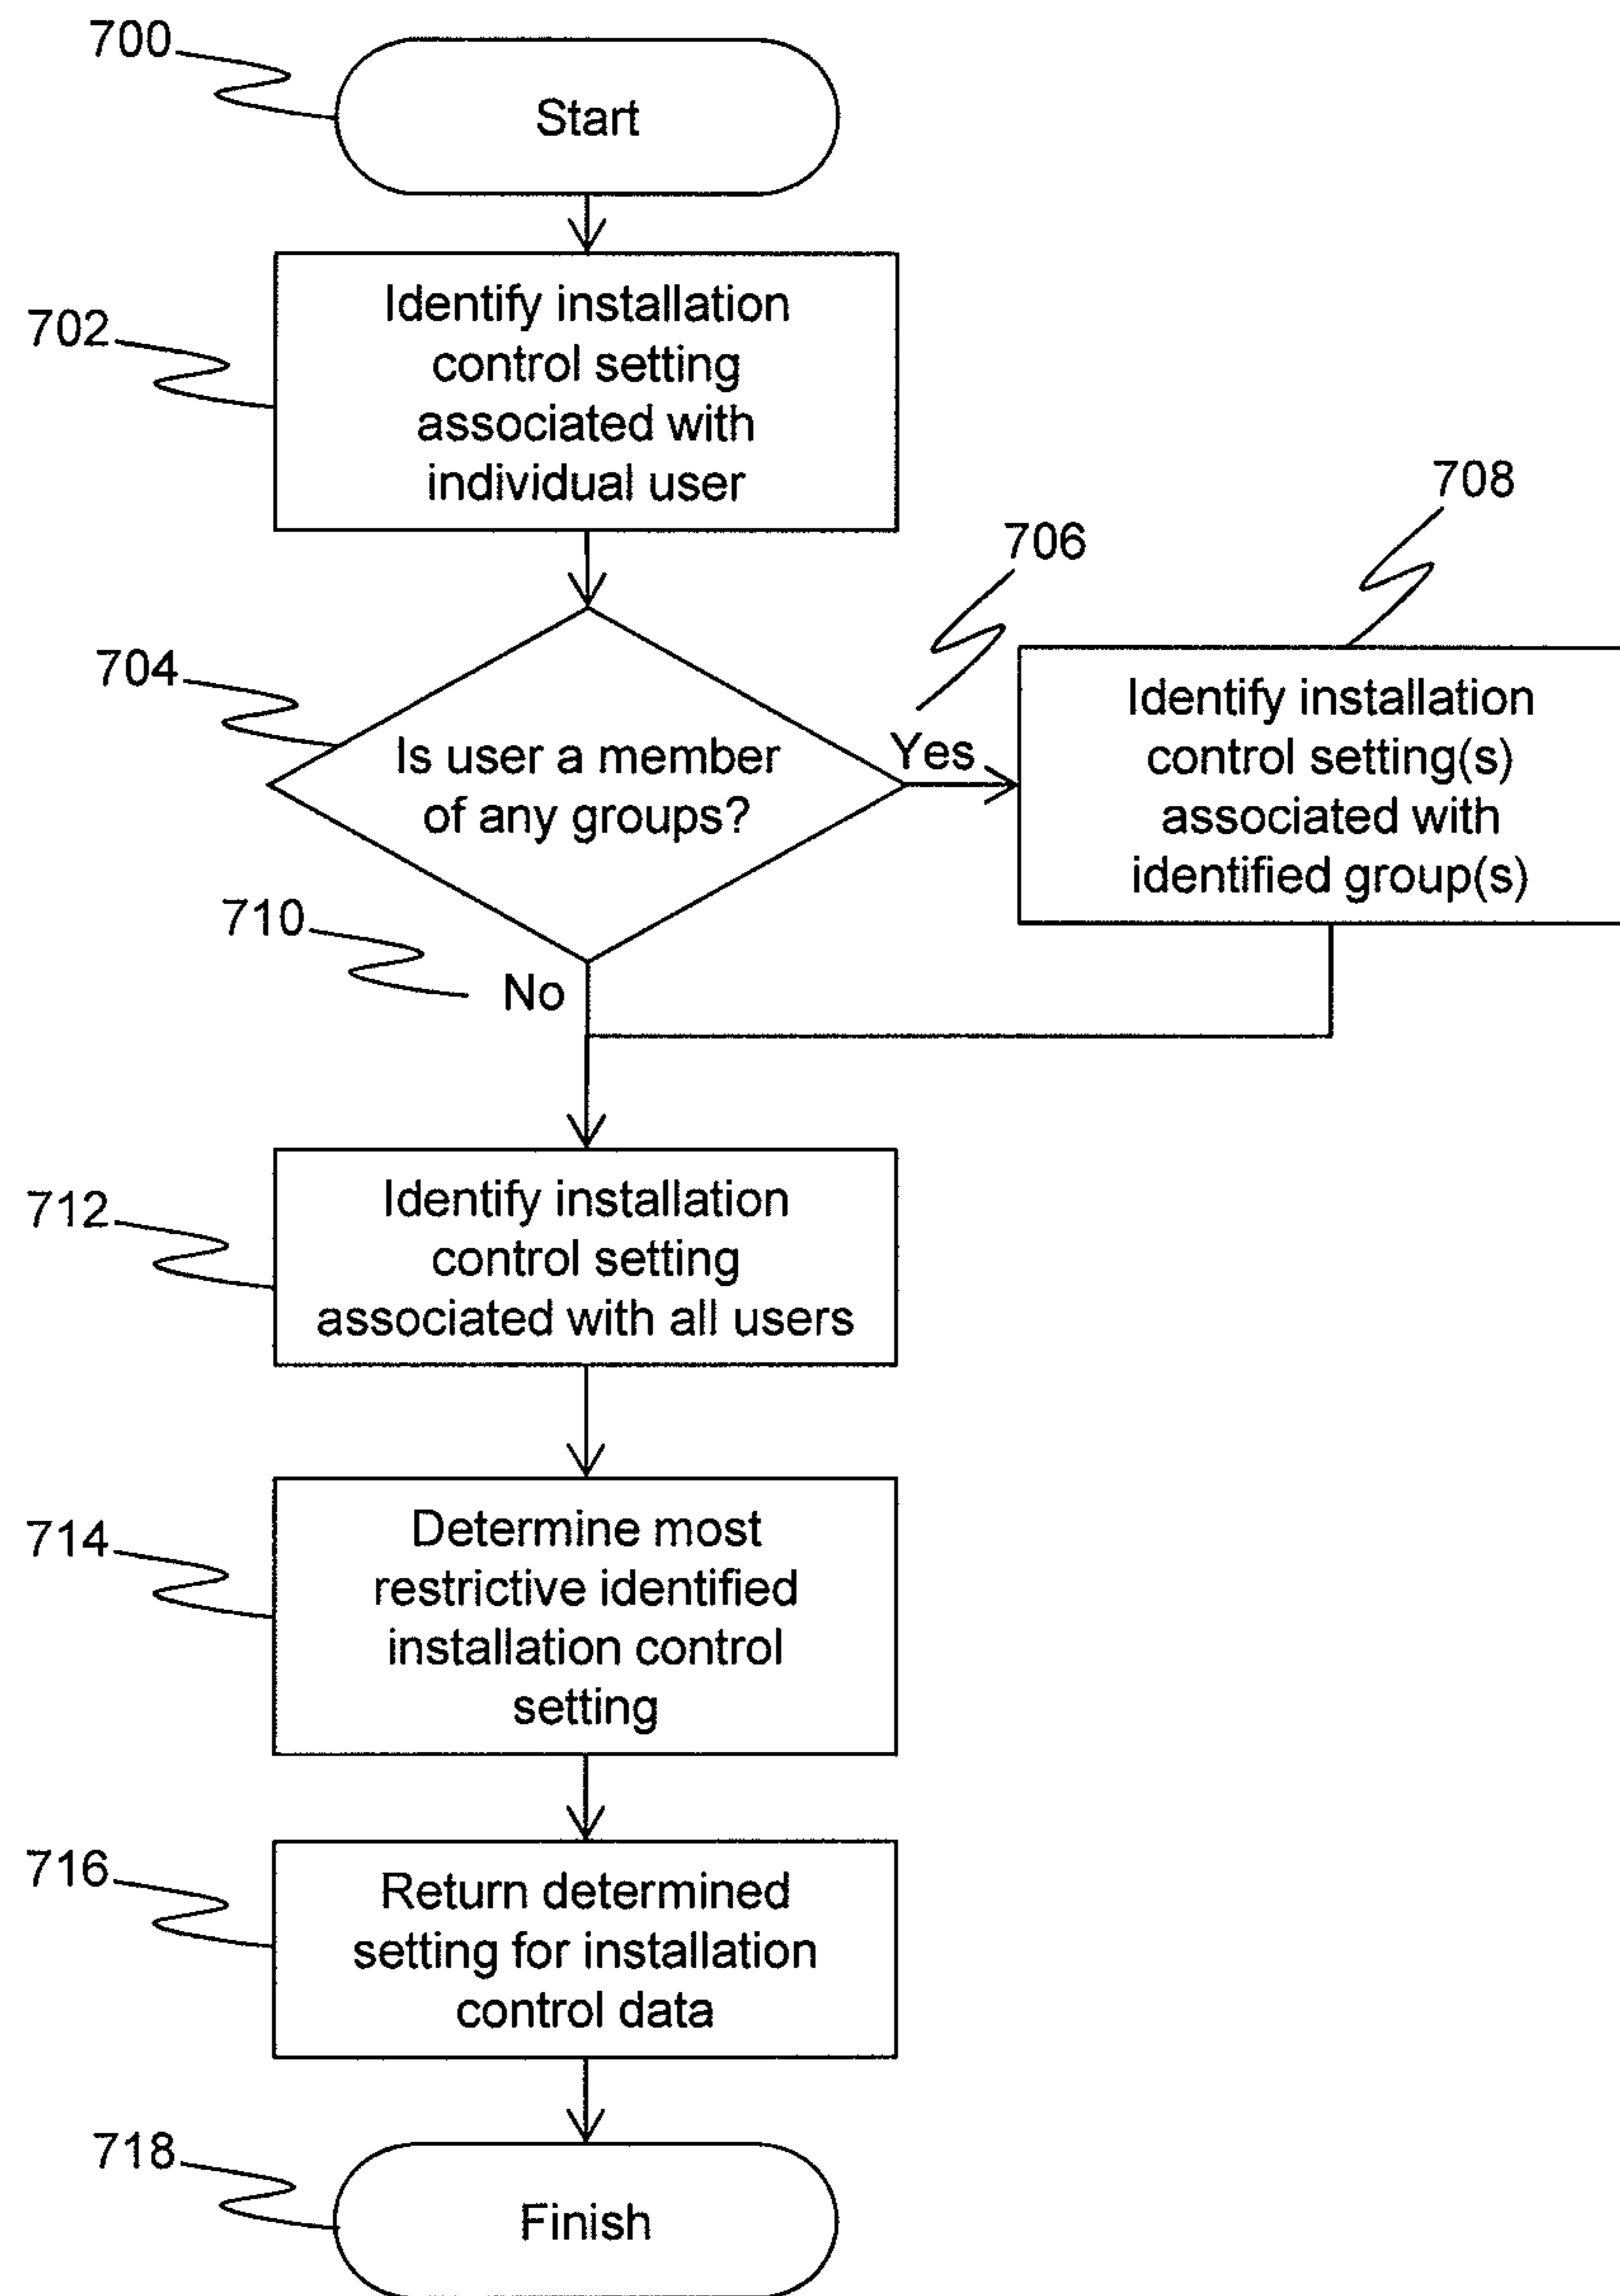 700
Start
702
Identify installation
control setting
associated with
individual user
704
Is user a member
of any groups?
706
Yes
708
Identify installation
control setting(s)
associated with
identified group(s)
710
No
712
Identify installation
control setting
associated with all users
714
Determine most
restrictive identified
installation control
setting
716
Return determined
setting for installation
control data
718
Finish